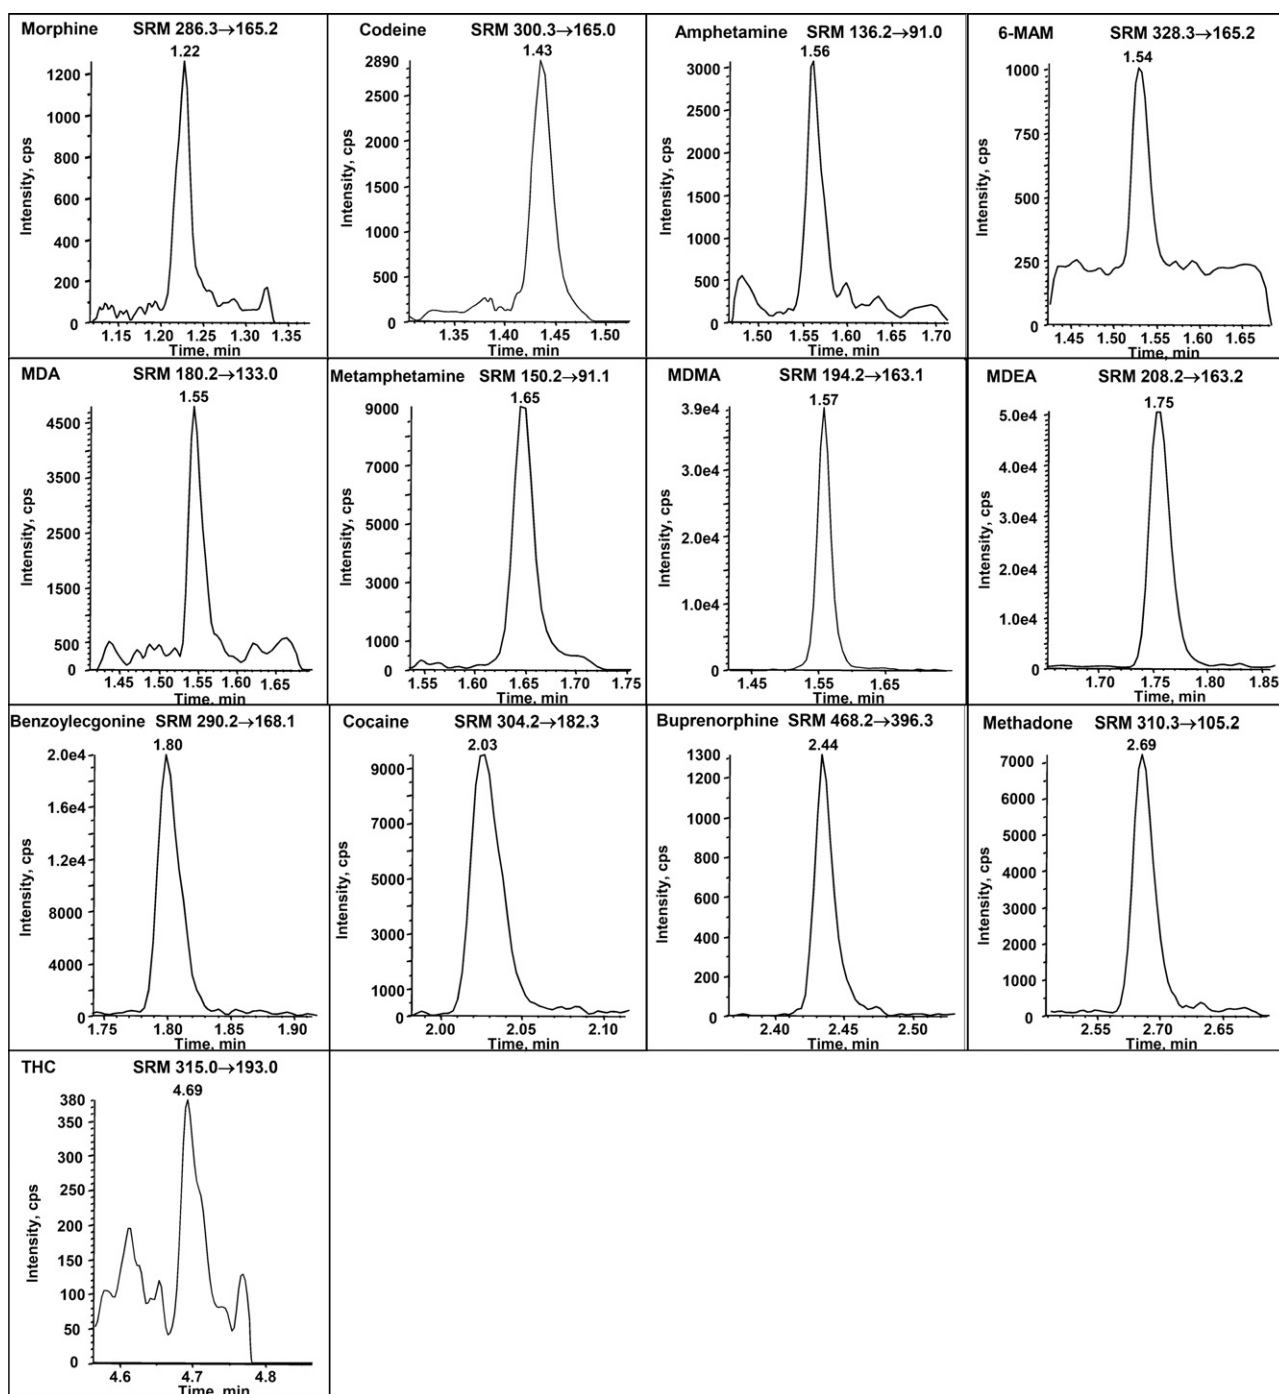 Morphine SRM 286.3→165.2
1.22
Intensity, cps
1200
1000
800
600
400
200
0
1.15 1.20 1.25 1.30 1.35
Time, min
Codeine SRM 300.3→165.0
1.43
Intensity, cps
2890
2500
2000
1500
1000
500
0
1.35 1.40 1.45 1.50
Time, min
Amphetamine SRM 136.2→91.0
1.56
Intensity, cps
3000
2500
3000
1500
1000
500
0
1.50 1.55 1.60 1.65 1.70
Time, min
6-MAM SRM 328.3→165.2
1.54
Intensity, cps
1000
750
500
250
0
1.45 1.50 1.55 1.60 1.65
Time, min
MDA SRM 180.2→133.0
1.55
Intensity, cps
4500
3500
2500
1500
500
0
1.45 1.50 1.55 1.60 1.65
Time, min
Metamphetamine SRM 150.2→91.1
1.65
Intensity, cps
9000
7000
5000
3000
1000
0
1.55 1.60 1.65 1.70 1.75
Time, min
MDMA SRM 194.2→163.1
1.57
Intensity, cps
3.9e4
3.0e4
2.0e4
1.0e4
0
1.45 1.55 1.65
Time, min
MDEA SRM 208.2→163.2
1.75
Intensity, cps
5.0e4
4.0e4
3.0e4
2.0e4
1.0e4
0
1.70 1.75 1.80 1.85
Time, min
Benzoylecgonine SRM 290.2→168.1
1.80
Intensity, cps
2.0e4
1.6e4
1.2e4
8000
4000
0
1.75 1.80 1.85 1.90
Time, min
Cocaine SRM 304.2→182.3
2.03
Intensity, cps
9000
7000
5000
3000
1000
0
2.00 2.05 2.10
Time, min
Buprenorphine SRM 468.2→396.3
2.44
Intensity, cps
1300
1200
1000
800
600
400
200
0
2.40 2.45 2.50
Time, min
Methadone SRM 310.3→105.2
2.69
Intensity, cps
7000
6000
5000
4000
3000
2000
1000
0
2.55 2.70 2.65
Time, min
THC SRM 315.0→193.0
4.69
Intensity, cps
380
350
300
250
200
150
100
50
0
4.6 4.7 4.8
Time, min